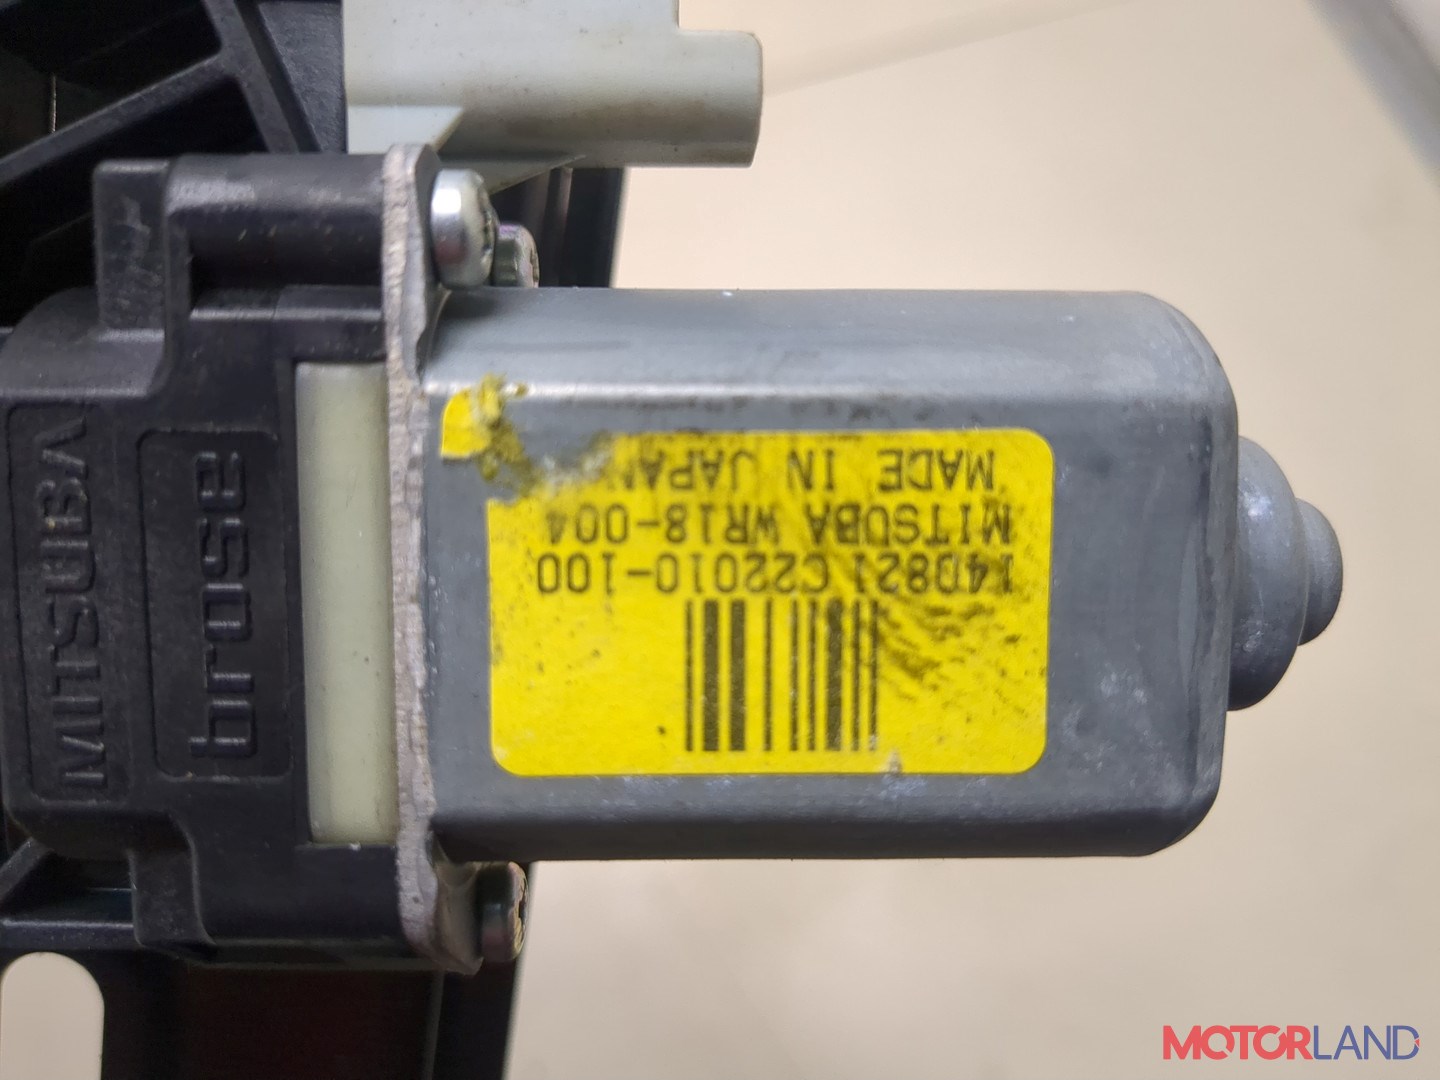 MITSUBA
brose
MADE IN JAPAN
MITSUBA WR18-004
14D821 C22010-100
MOTORLAND